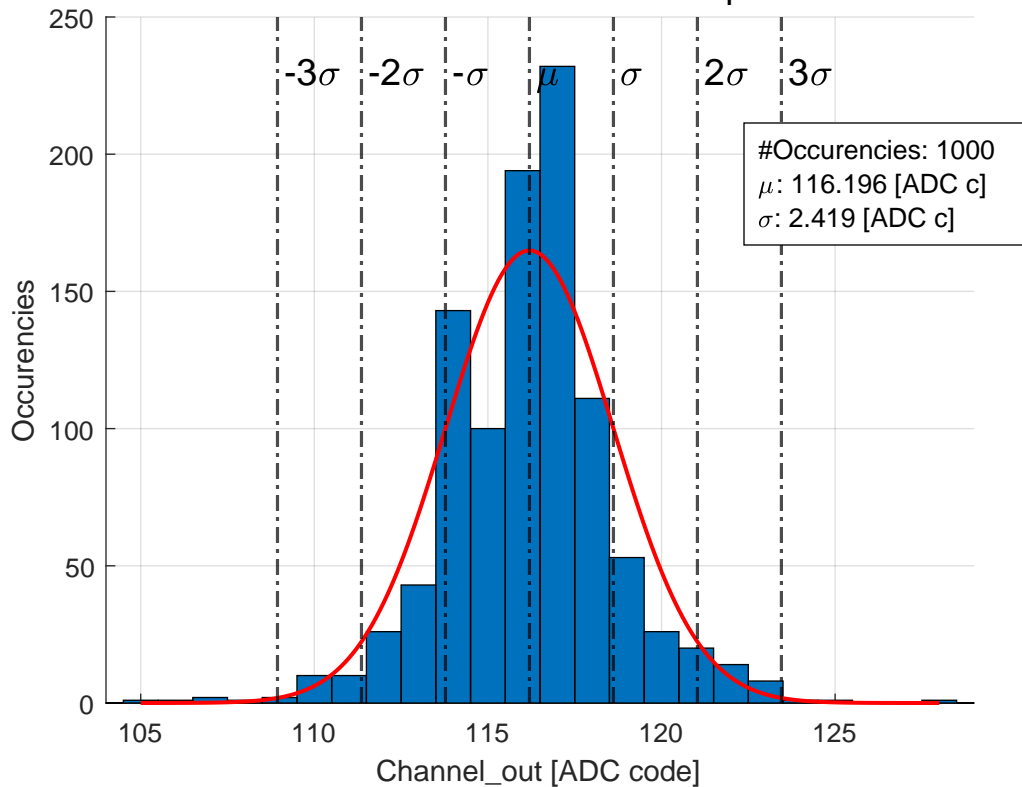 250
200
150
100
50
0
-3σ -2σ -σ μ σ 2σ 3σ
#Occurencies: 1000
μ: 116.196 [ADC c]
σ: 2.419 [ADC c]
Occurencies
105 110 115 120 125
Channel_out [ADC code]